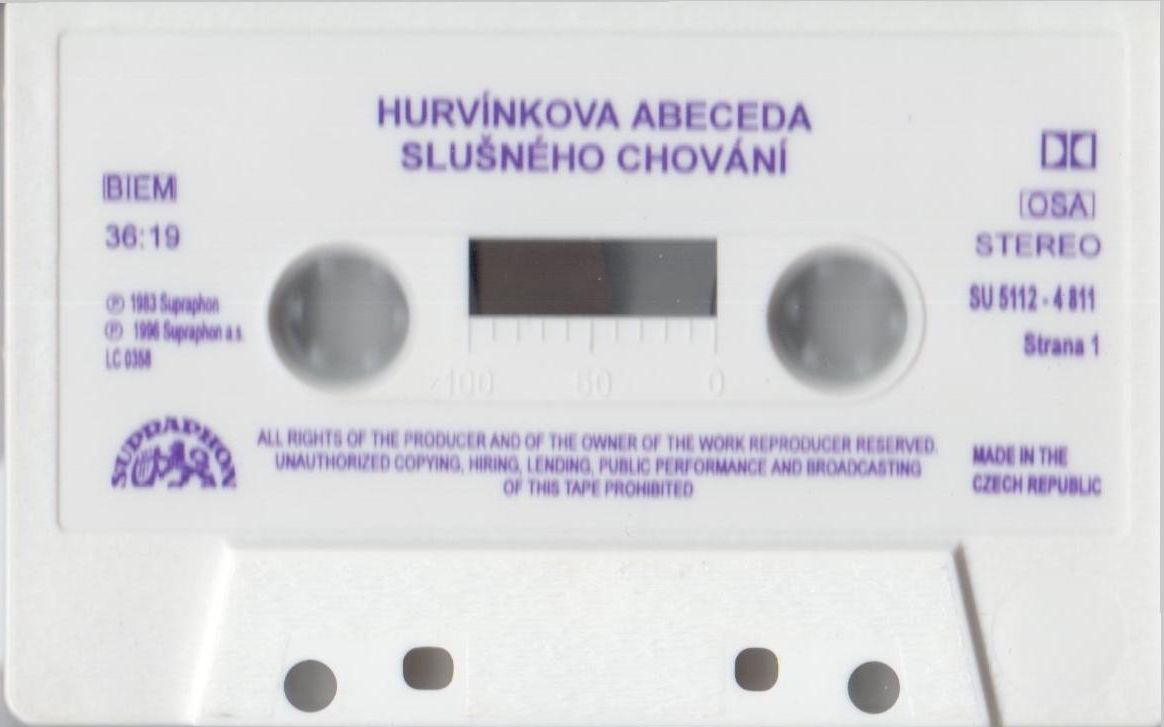 HURVÍNKOVA ABECEDA
SLUŠNÉHO CHOVÁNÍ
BIEM
36:19
Ⓟ 1983 Supraphon
Ⓟ 1996 Supraphon a.s.
LC 0358
OSA
STEREO
SU 5112 - 4 811
Strana 1
100 50 0
SUPRAPHON
ALL RIGHTS OF THE PRODUCER AND OF THE OWNER OF THE WORK REPRODUCER RESERVED.
UNAUTHORIZED COPYING, HIRING, LENDING, PUBLIC PERFORMANCE AND BROADCASTING
OF THIS TAPE PROHIBITED
MADE IN THE
CZECH REPUBLIC